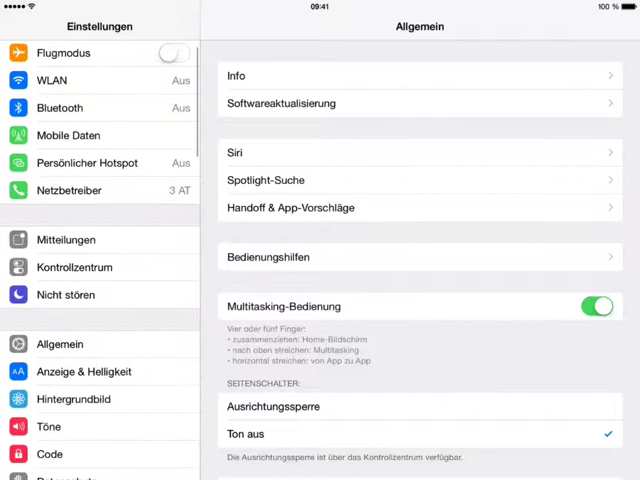 09:41
100 %
Einstellungen
Allgemein
Flugmodus
WLAN Aus
Bluetooth Aus
Mobile Daten
Persönlicher Hotspot Aus
Netzbetreiber 3 AT
Mitteilungen
Kontrollzentrum
Nicht stören
Allgemein
AA Anzeige & Helligkeit
Hintergrundbild
Töne
Code
Datenschutz
Info
Softwareaktualisierung
Siri
Spotlight-Suche
Handoff & App-Vorschläge
Bedienungshilfen
Multitasking-Bedienung
Vier oder fünf Finger:
• zusammenziehen: Home-Bildschirm
• nach oben streichen: Multitasking
• horizontal streichen: von App zu App
SEITENSCHALTER:
Ausrichtungssperre
Ton aus
Die Ausrichtungssperre ist über das Kontrollzentrum verfügbar.